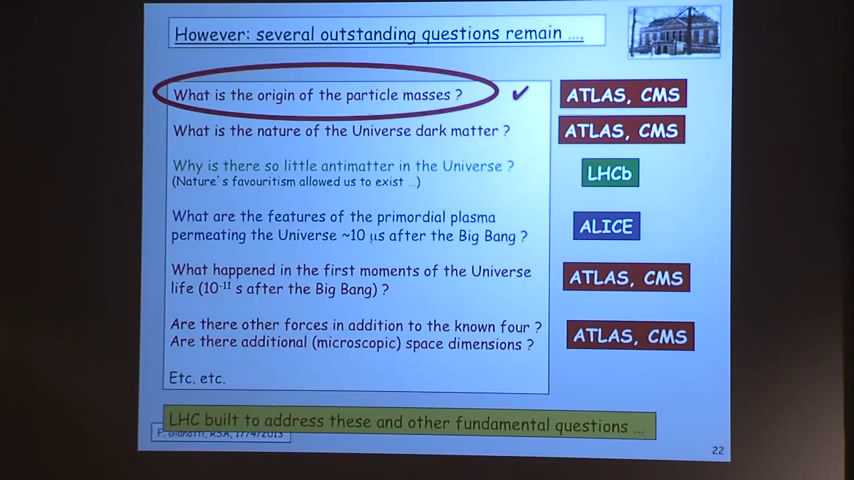 However: several outstanding questions remain ....
What is the origin of the particle masses ? ✓ ATLAS, CMS
What is the nature of the Universe dark matter ? ATLAS, CMS
Why is there so little antimatter in the Universe ?
(Nature's favouritism allowed us to exist …) LHCb
What are the features of the primordial plasma
permeating the Universe ~10 μs after the Big Bang ? ALICE
What happened in the first moments of the Universe
life (10⁻¹¹ s after the Big Bang) ? ATLAS, CMS
Are there other forces in addition to the known four ?
Are there additional (microscopic) space dimensions ? ATLAS, CMS
Etc. etc.
LHC built to address these and other fundamental questions …
F. Gianotti, RSA, 17/4/2013
22